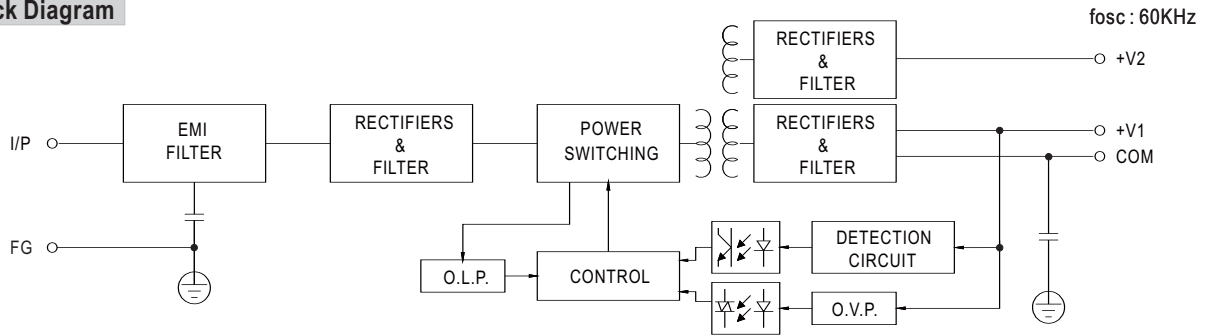 ck Diagram
fosc : 60KHz
RECTIFIERS
&
FILTER
+V2
I/P
EMI
FILTER
RECTIFIERS
&
FILTER
POWER
SWITCHING
RECTIFIERS
&
FILTER
+V1
COM
FG
O.L.P.
CONTROL
DETECTION
CIRCUIT
O.V.P.